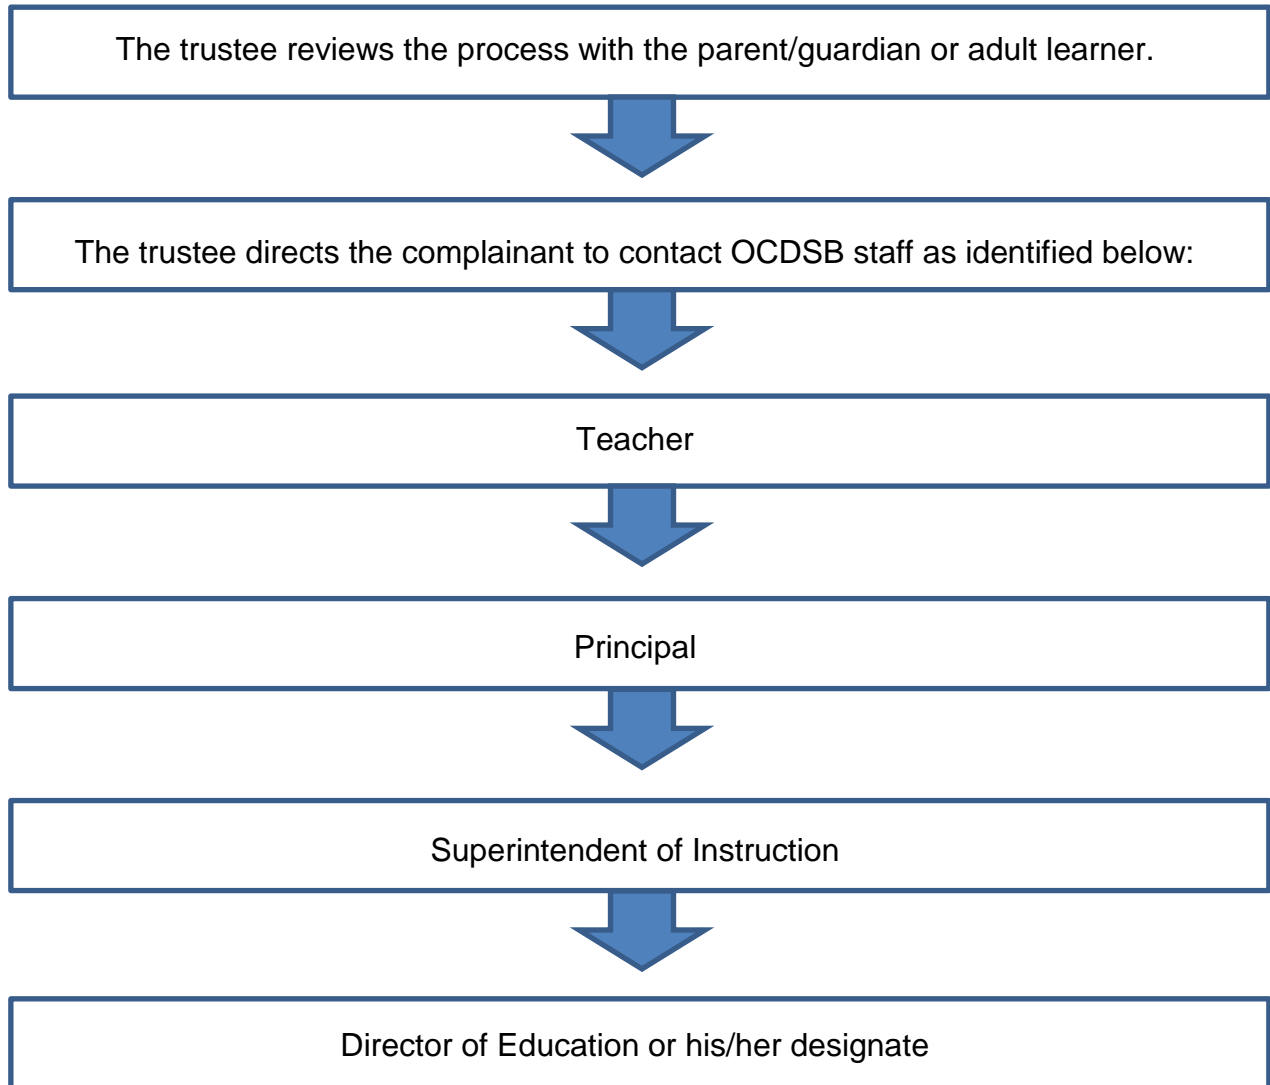 The trustee reviews the process with the parent/guardian or adult learner.
The trustee directs the complainant to contact OCDSB staff as identified below:
Teacher
Principal
Superintendent of Instruction
Director of Education or his/her designate